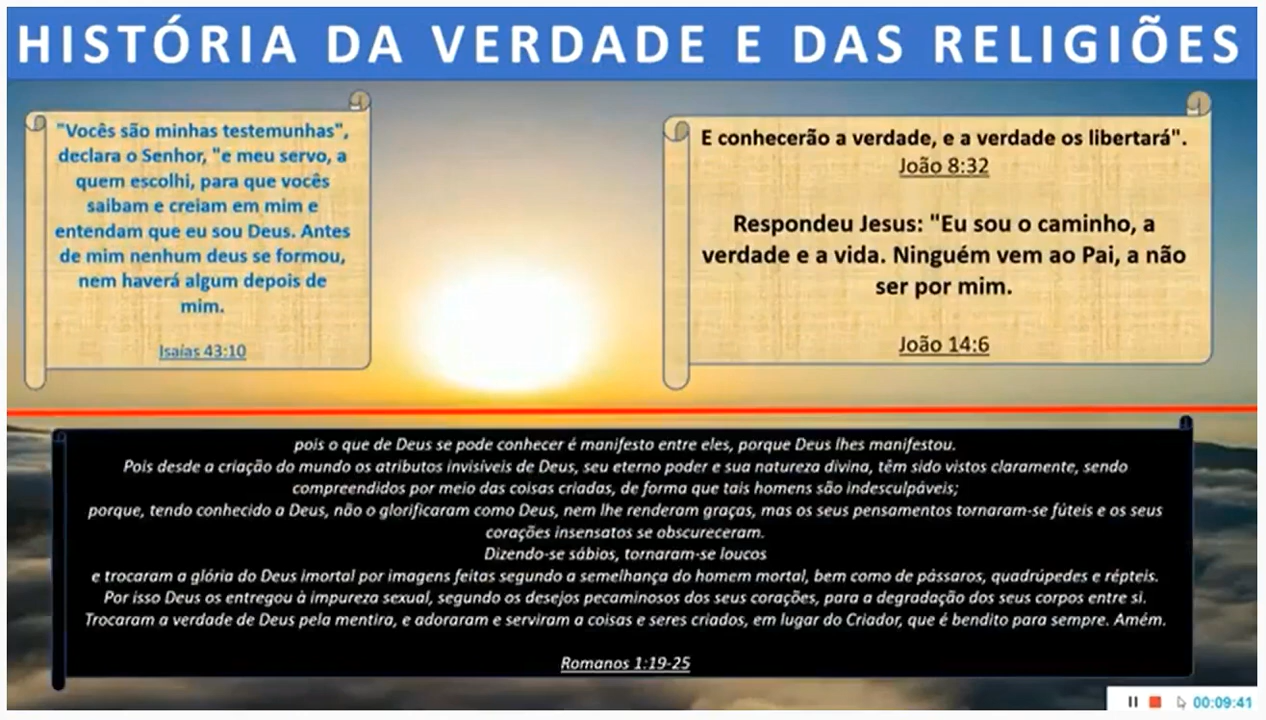 HISTÓRIA DA VERDADE E DAS RELIGIÕES
"Vocês são minhas testemunhas",
declara o Senhor, "e meu servo, a
quem escolhi, para que vocês
saibam e creiam em mim e
entendam que eu sou Deus. Antes
de mim nenhum deus se formou,
nem haverá algum depois de
mim.
Isaías 43:10
E conhecerão a verdade, e a verdade os libertará".
João 8:32
Respondeu Jesus: "Eu sou o caminho, a
verdade e a vida. Ninguém vem ao Pai, a não
ser por mim.
João 14:6
pois o que de Deus se pode conhecer é manifesto entre eles, porque Deus lhes manifestou.
Pois desde a criação do mundo os atributos invisíveis de Deus, seu eterno poder e sua natureza divina, têm sido vistos claramente, sendo
compreendidos por meio das coisas criadas, de forma que tais homens são indesculpáveis;
porque, tendo conhecido a Deus, não o glorificaram como Deus, nem lhe renderam graças, mas os seus pensamentos tornaram-se fúteis e os seus
corações insensatos se obscureceram.
Dizendo-se sábios, tornaram-se loucos
e trocaram a glória do Deus imortal por imagens feitas segundo a semelhança do homem mortal, bem como de pássaros, quadrúpedes e répteis.
Por isso Deus os entregou à impureza sexual, segundo os desejos pecaminosos dos seus corações, para a degradação dos seus corpos entre si.
Trocaram a verdade de Deus pela mentira, e adoraram e serviram a coisas e seres criados, em lugar do Criador, que é bendito para sempre. Amém.
Romanos 1:19-25
00:09:41